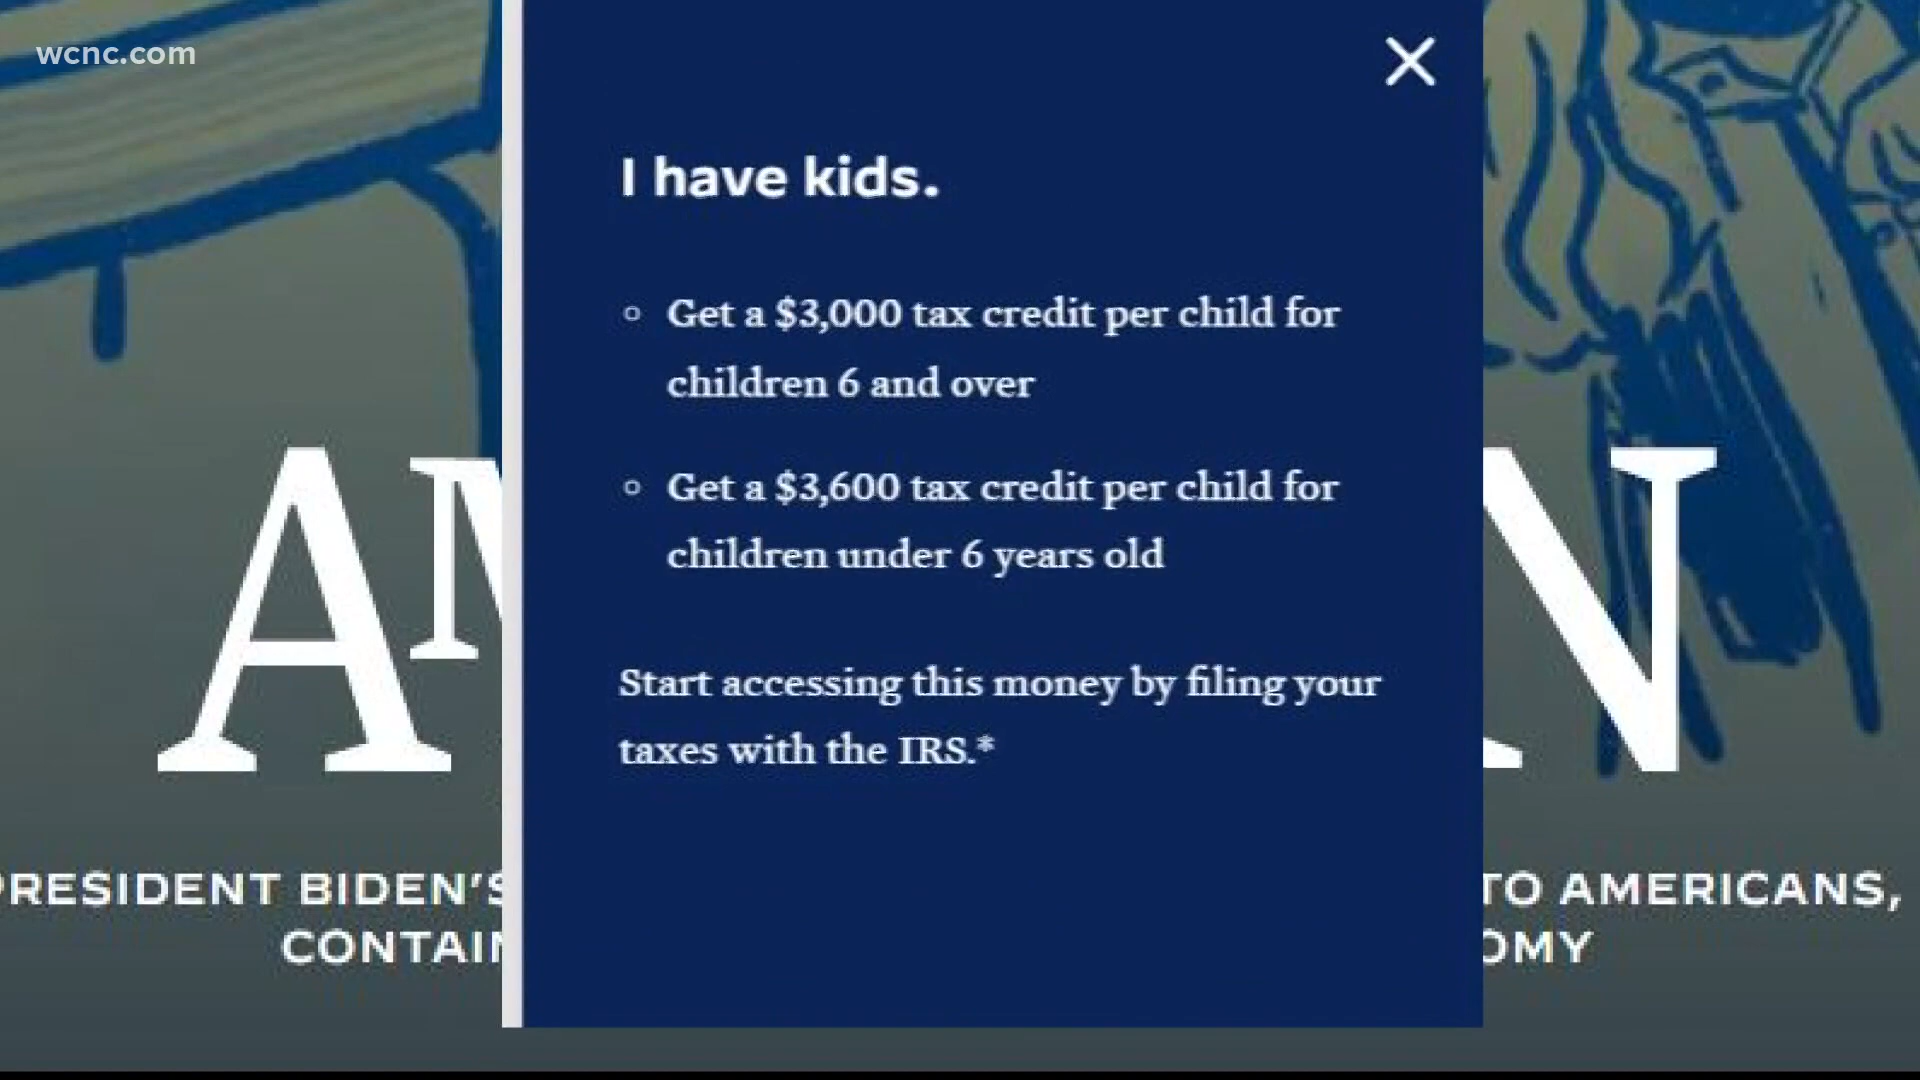 wcnc.com
I have kids.
Get a $3,000 tax credit per child for
children 6 and over
Get a $3,600 tax credit per child for
children under 6 years old
Start accessing this money by filing your
taxes with the IRS.*
PRESIDENT BIDEN'S TO AMERICANS,